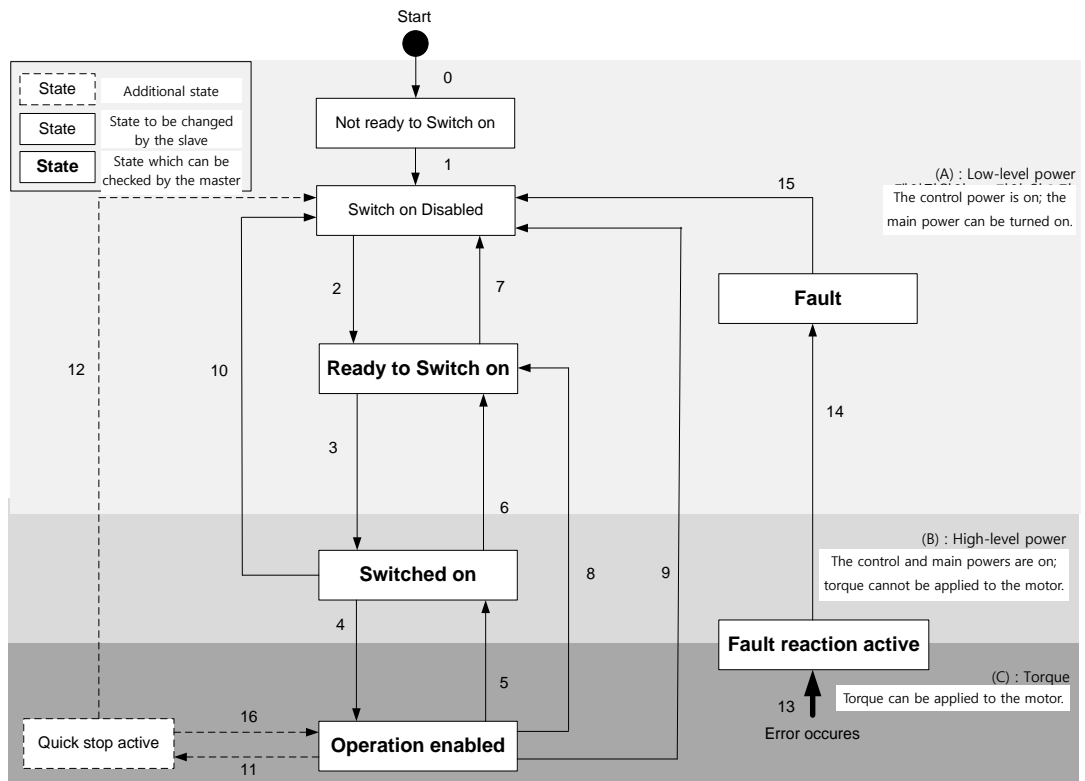 Start
0
State
Additional state
State
State to be changed
by the slave
State
State which can be
checked by the master
Not ready to Switch on
1
15
(A) : Low-level power
The control power is on; the
main power can be turned on.
Switch on Disabled
2
7
Fault
Ready to Switch on
12
10
14
3
6
(B) : High-level power
The control and main powers are on;
torque cannot be applied to the motor.
Switched on
8
9
4
Fault reaction active
5
(C) : Torque
Torque can be applied to the motor.
13
Error occures
16
Quick stop active
Operation enabled
11